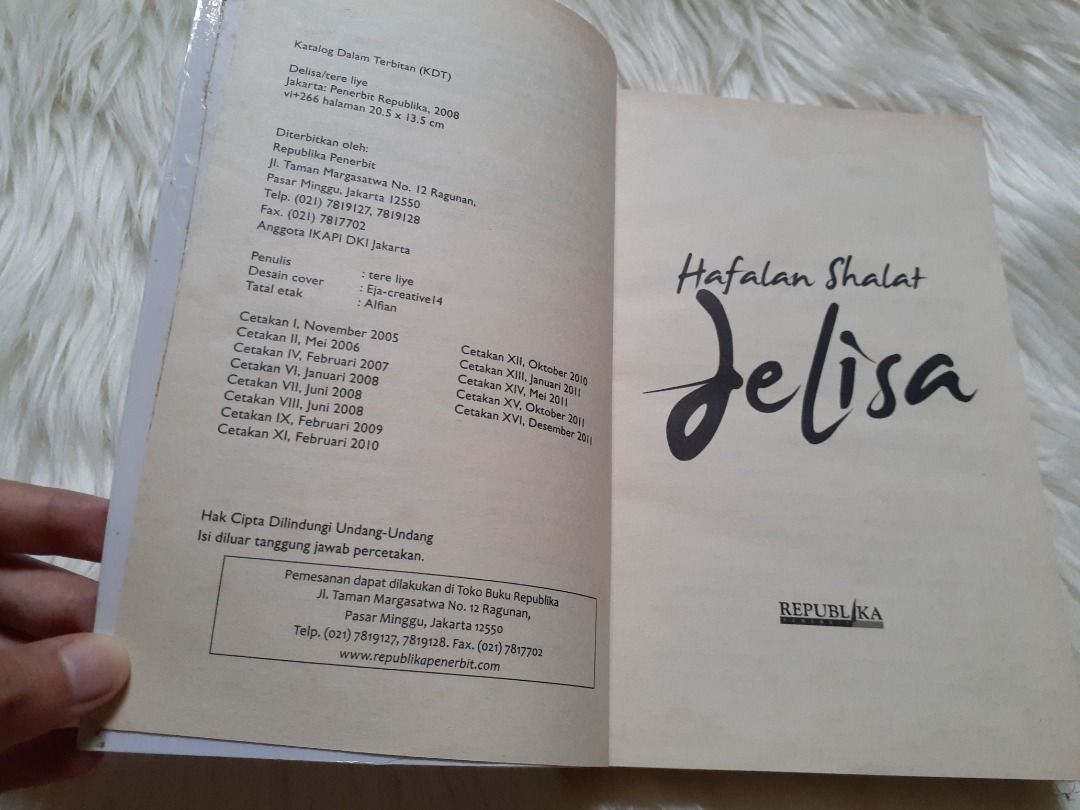 Katalog Dalam Terbitan (KDT)
Delisa/tere liye
Jakarta: Penerbit Republika, 2008
vi+266 halaman 20.5 x 13.5 cm
Diterbitkan oleh:
Republika Penerbit
Jl. Taman Margasatwa No. 12 Ragunan,
Pasar Minggu, Jakarta 12550
Telp. (021) 7819127, 7819128
Fax. (021) 7817702
Anggota IKAPI DKI Jakarta
Penulis : tere liye
Desain cover : Eja-creative14
Tatal etak : Alfian
Cetakan I, November 2005
Cetakan II, Mei 2006
Cetakan IV, Februari 2007
Cetakan VI, Januari 2008
Cetakan VII, Juni 2008
Cetakan VIII, Juni 2008
Cetakan IX, Februari 2009
Cetakan XI, Februari 2010
Cetakan XII, Oktober 2010
Cetakan XIII, Januari 2011
Cetakan XIV, Mei 2011
Cetakan XV, Oktober 2011
Cetakan XVI, Desember 2011
Hak Cipta Dilindungi Undang-Undang
Isi diluar tanggung jawab percetakan.
Pemesanan dapat dilakukan di Toko Buku Republika
Jl. Taman Margasatwa No. 12 Ragunan,
Pasar Minggu, Jakarta 12550
Telp. (021) 7819127, 7819128. Fax. (021) 7817702
www.republikapenerbit.com
Hafalan Shalat
Delisa
REPUBLIKA
PENERBIT